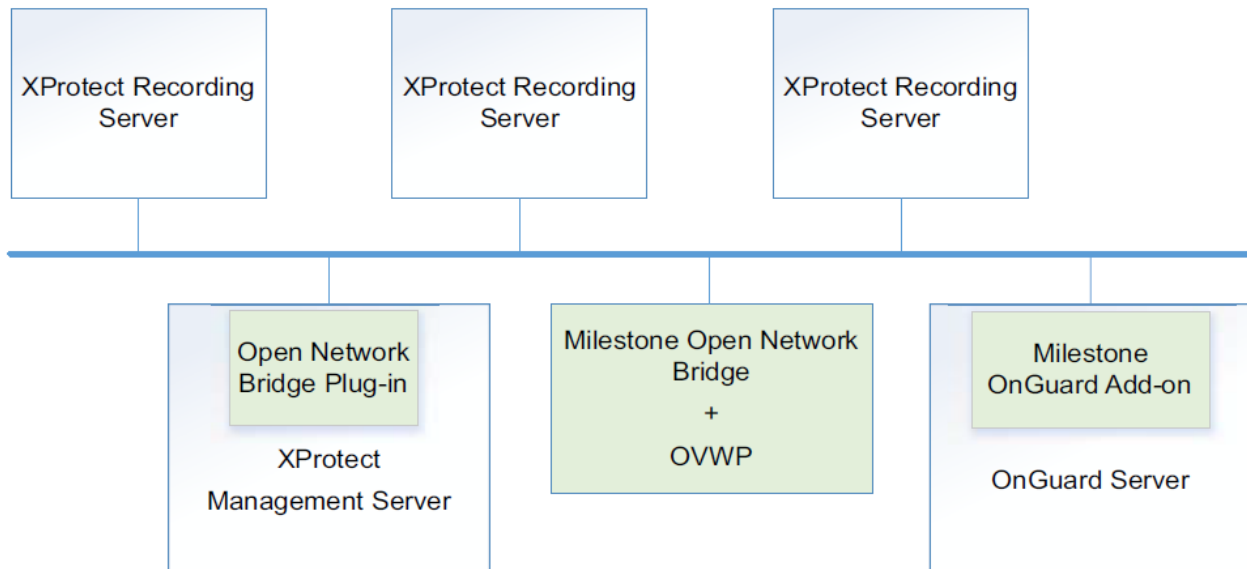 XProtect Recording
Server
XProtect Recording
Server
XProtect Recording
Server
Open Network
Bridge Plug-in
XProtect
Management Server
Milestone Open Network
Bridge
+
OVWP
Milestone
OnGuard Add-on
OnGuard Server